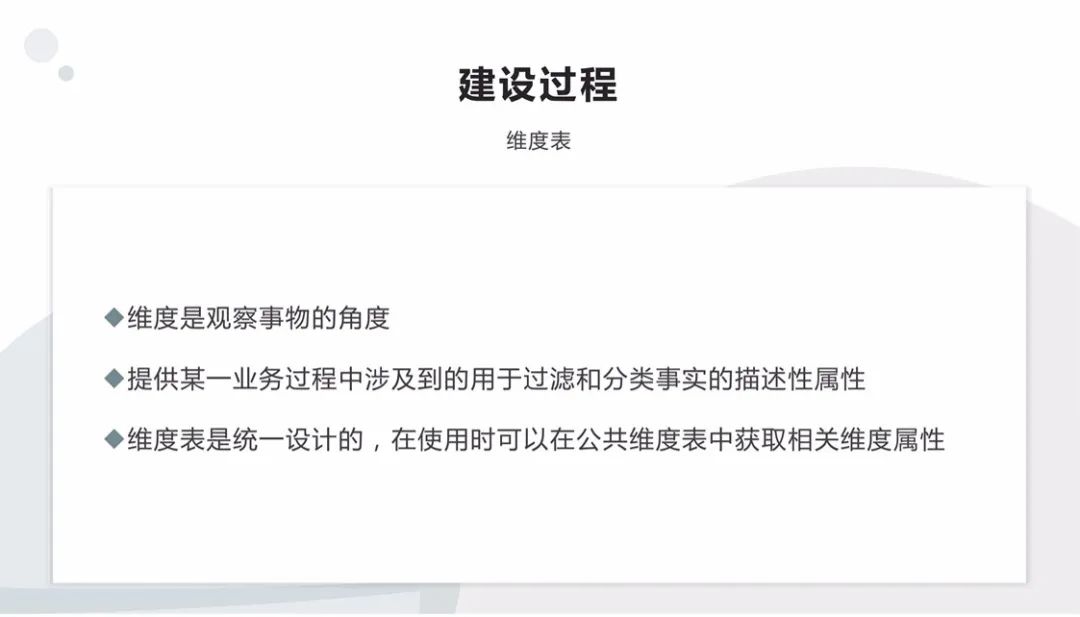 建设过程
维度表
◆维度是观察事物的角度
◆提供某一业务过程中涉及到的用于过滤和分类事实的描述性属性
◆维度表是统一设计的，在使用时可以在公共维度表中获取相关维度属性